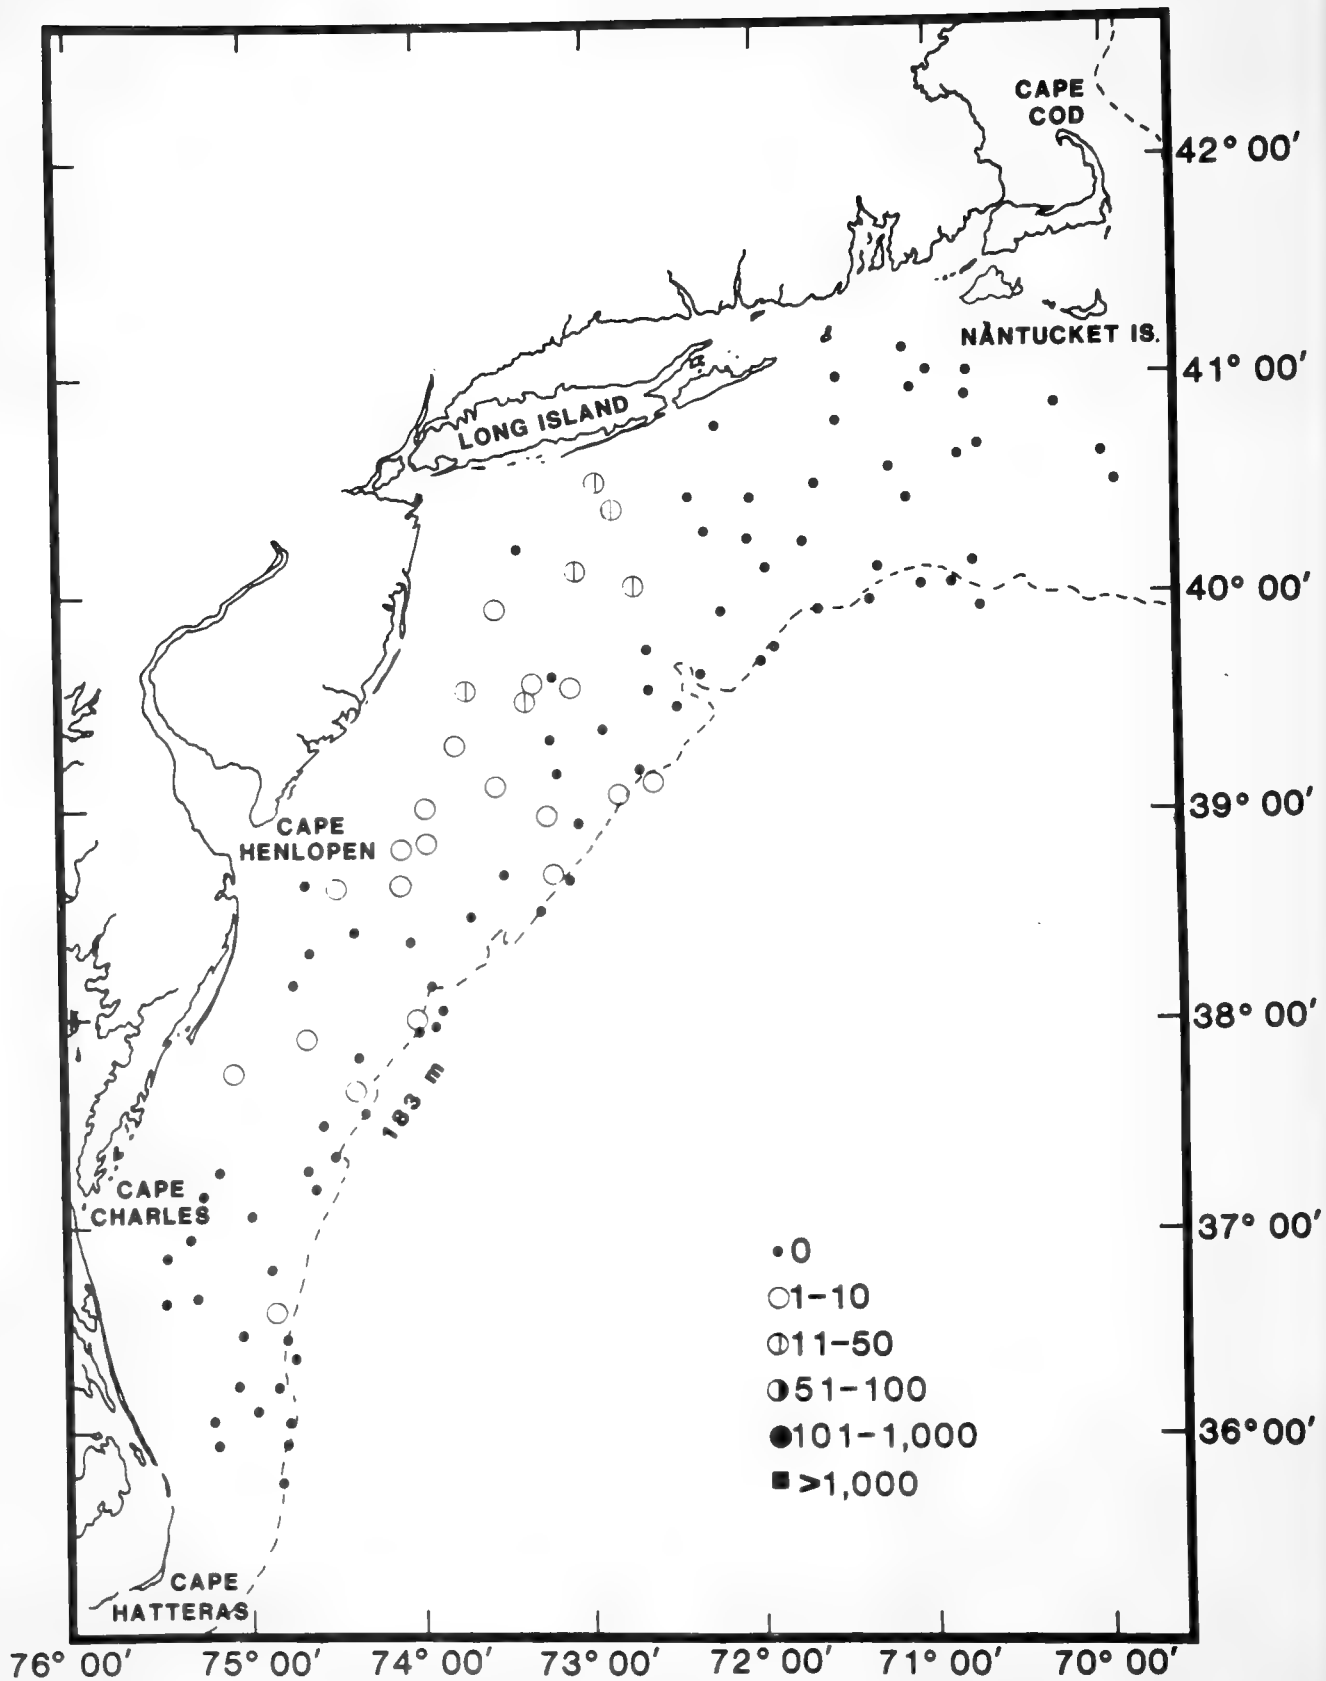 CAPE
COD
42° 00′
NANTUCKET IS.
41° 00′
LONG ISLAND
40° 00′
39° 00′
CAPE
HENLOPEN
38° 00′
183 m
CAPE
CHARLES
37° 00′
0
1-10
11-50
51-100
101-1,000
>1,000
36° 00′
CAPE
HATTERAS
76° 00′ 75° 00′ 74° 00′ 73° 00′ 72° 00′ 71° 00′ 70° 00′